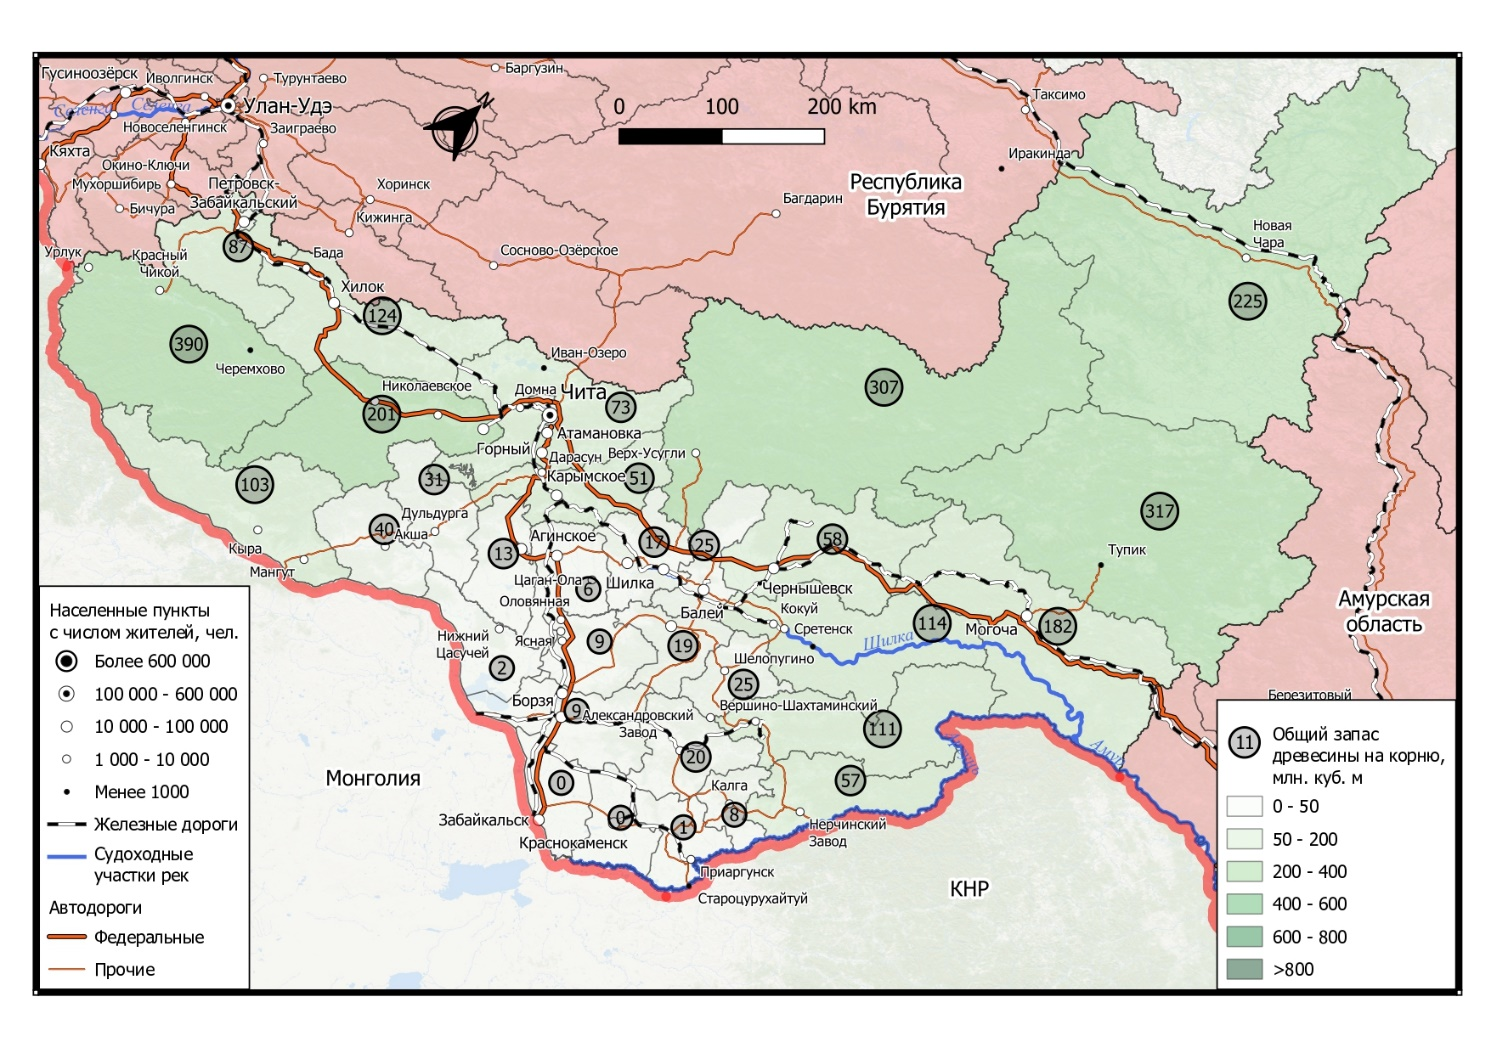 Гусиноозёрск
Иволгинск
Турунтаево
Баргузин
N
0 100 200 km
Таксимо
Селенга
Селенга
Улан-Удэ
Новоселенгинск
Заиграево
Кяхта
Окино-Ключи
Мухоршибирь
Петровск-
Забайкальский
Хоринск
Иракинда
Республика
Бурятия
Багдарин
Бичура
Кижинга
Новая
Чара
Урлук
Красный
Чикой
87
Бада
Сосново-Озёрское
Хилок
124
225
390
Черемхово
Иван-Озеро
Николаевское
Домна
Чита
307
201
73
Атамановка
Горный
Дарасун
Верх-Усугли
103
31
Карымское
51
Дульдурга
317
40
Акша
Агинское
Кыра
Мангут
13
17
25
58
Тупик
Цаган-Ола
6
Шилка
Чернышевск
Оловянная
Балей
Кокуй
Сретенск
Шилка
114
Могоча
182
Амурская
область
Нижний
Цасучей
Ясная
9
19
Шелопугино
2
25
Борзя
9
Александровский
Завод
Вершино-Шахтаминский
111
Березитовый
Амур
Монголия
20
57
0
Калга
0
1
8
Забайкальск
Краснокаменск
Нерчинский
Завод
Приаргунск
Староцурухайтуй
КНР
Населенные пункты
с числом жителей, чел.
Более 600 000
100 000 - 600 000
10 000 - 100 000
1 000 - 10 000
Менее 1000
Железные дороги
Судоходные
участки рек
Автодороги
Федеральные
Прочие
11
Общий запас
древесины на корню,
млн. куб. м
0 - 50
50 - 200
200 - 400
400 - 600
600 - 800
>800